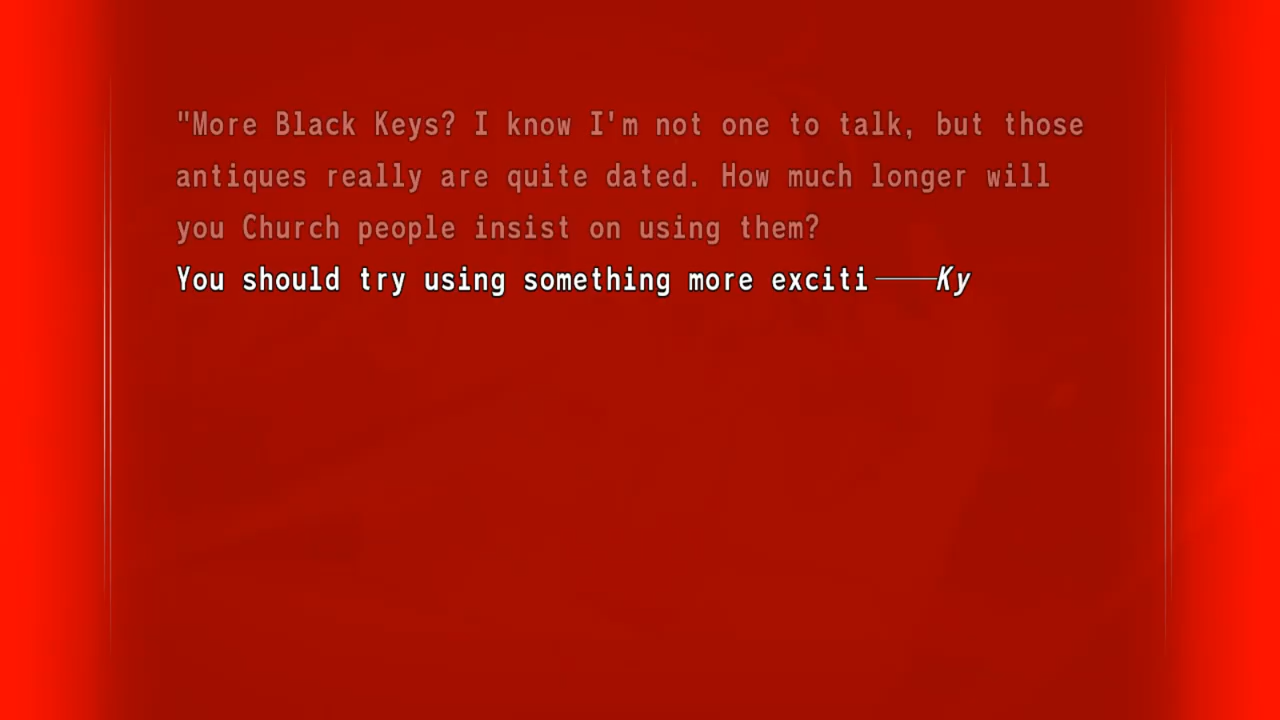 "More Black Keys? I know I'm not one to talk, but those
antiques really are quite dated. How much longer will
you Church people insist on using them?
You should try using something more exciti――Ky